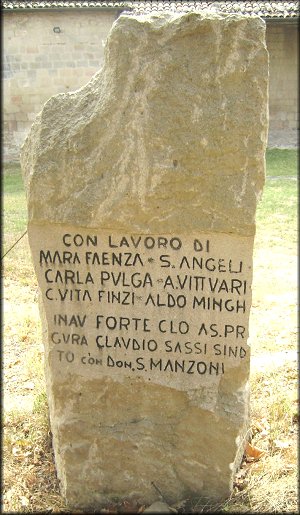 CON LAVORO DI
MARA FAENZA - S. ANGELI
CARLA PULGA - A. VITTVARI
C. VITA FINZI - ALDO MINGH
INAV FORTE CLO AS. PR
GVRA CLAVDIO SASSI SIND
TO con DON. S. MANZONI